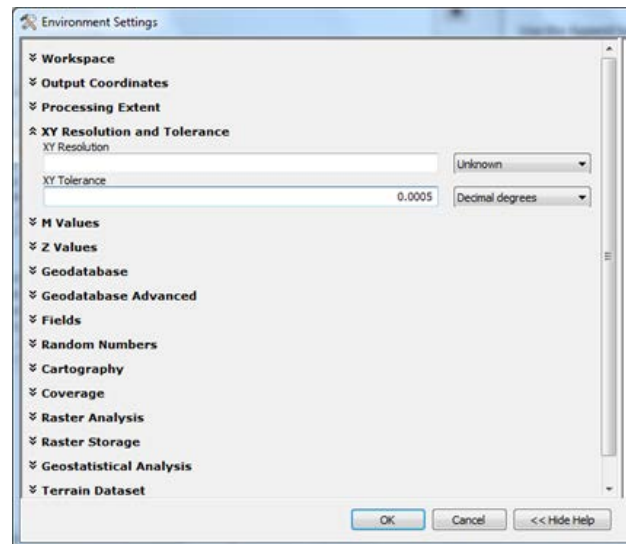 Environment Settings
Workspace
Output Coordinates
Processing Extent
XY Resolution and Tolerance
XY Resolution
Unknown
XY Tolerance
0.0005 Decimal degrees
M Values
Z Values
Geodatabase
Geodatabase Advanced
Fields
Random Numbers
Cartography
Coverage
Raster Analysis
Raster Storage
Geostatistical Analysis
Terrain Dataset
OK Cancel << Hide Help